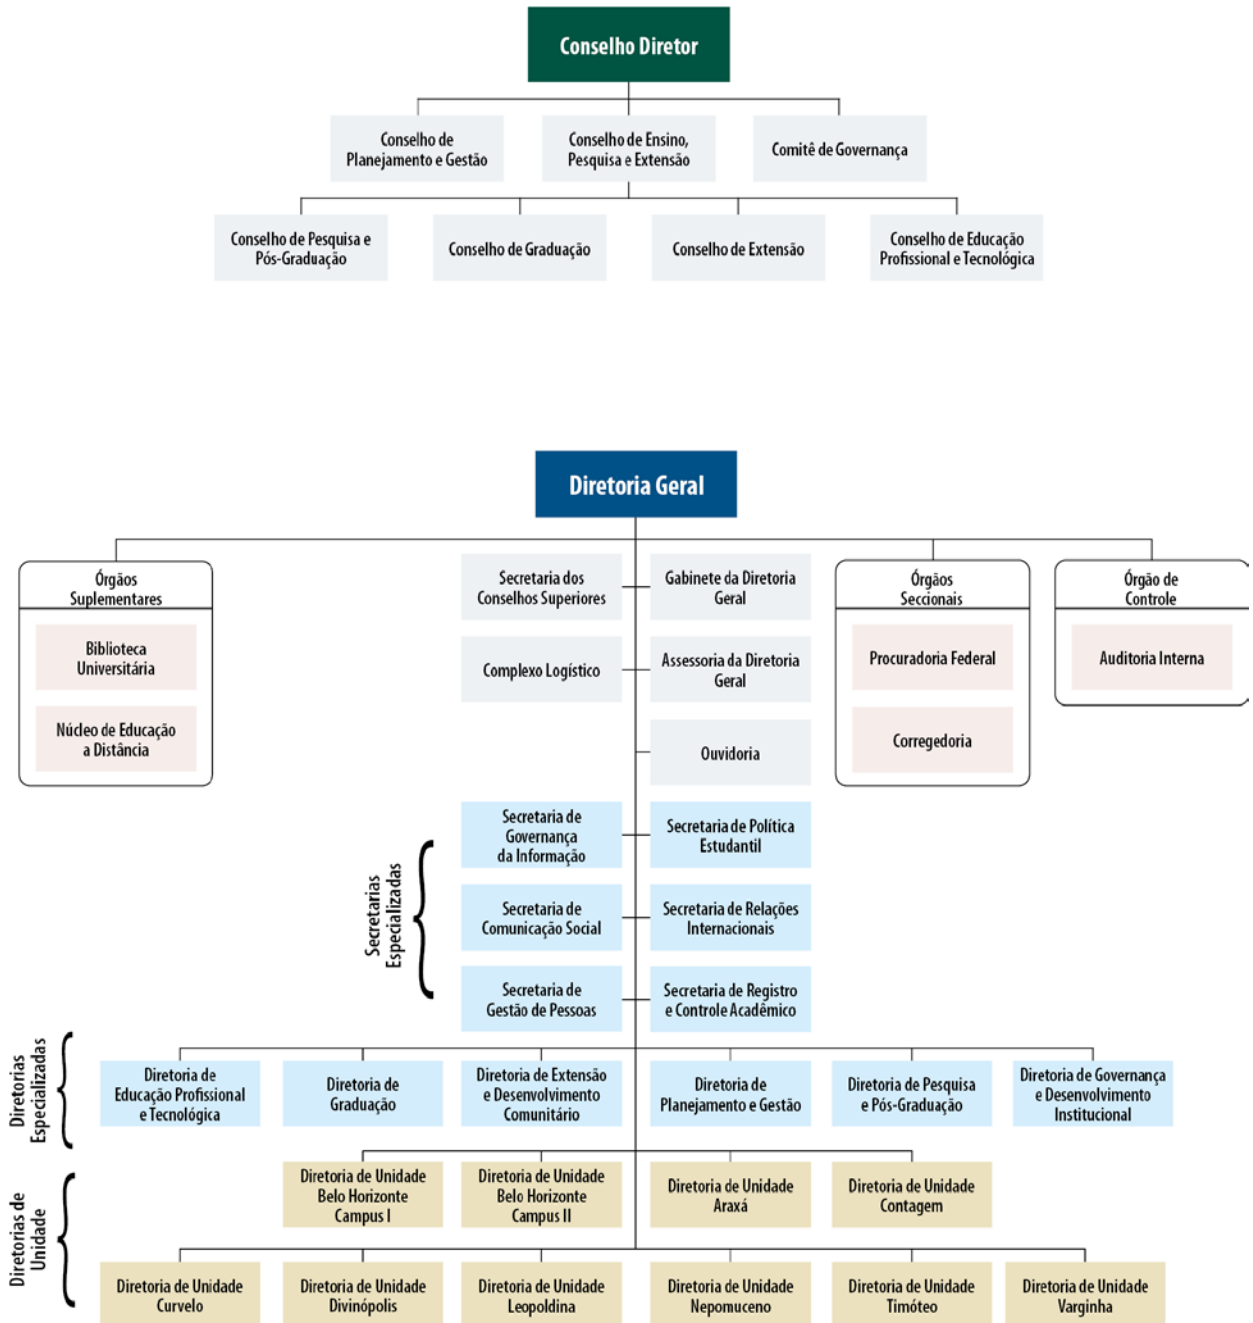 Conselho Diretor
Conselho de
Planejamento e Gestão
Conselho de Ensino,
Pesquisa e Extensão
Comitê de Governança
Conselho de Pesquisa e
Pós-Graduação
Conselho de Graduação
Conselho de Extensão
Conselho de Educação
Profissional e Tecnológica
Diretoria Geral
Órgãos
Suplementares
Biblioteca
Universitária
Núcleo de Educação
a Distância
Secretaria dos
Conselhos Superiores
Gabinete da Diretoria
Geral
Complexo Logístico
Assessoria da Diretoria
Geral
Ouvidoria
Órgãos
Seccionais
Procuradoria Federal
Corregedoria
Órgão de
Controle
Auditoria Interna
Secretarias
Especializadas
Secretaria de
Governança
da Informação
Secretaria de Política
Estudantil
Secretaria de
Comunicação Social
Secretaria de Relações
Internacionais
Secretaria de
Gestão de Pessoas
Secretaria de Registro
e Controle Acadêmico
Diretorias
Especializadas
Diretoria de
Educação Profissional
e Tecnológica
Diretoria de
Graduação
Diretoria de Extensão
e Desenvolvimento
Comunitário
Diretoria de
Planejamento e Gestão
Diretoria de Pesquisa
e Pós-Graduação
Diretoria de Governança
e Desenvolvimento
Institucional
Diretorias de
Unidade
Diretoria de Unidade
Belo Horizonte
Campus I
Diretoria de Unidade
Belo Horizonte
Campus II
Diretoria de Unidade
Araxá
Diretoria de Unidade
Contagem
Diretoria de Unidade
Curvelo
Diretoria de Unidade
Divinópolis
Diretoria de Unidade
Leopoldina
Diretoria de Unidade
Nepomuceno
Diretoria de Unidade
Timóteo
Diretoria de Unidade
Varginha